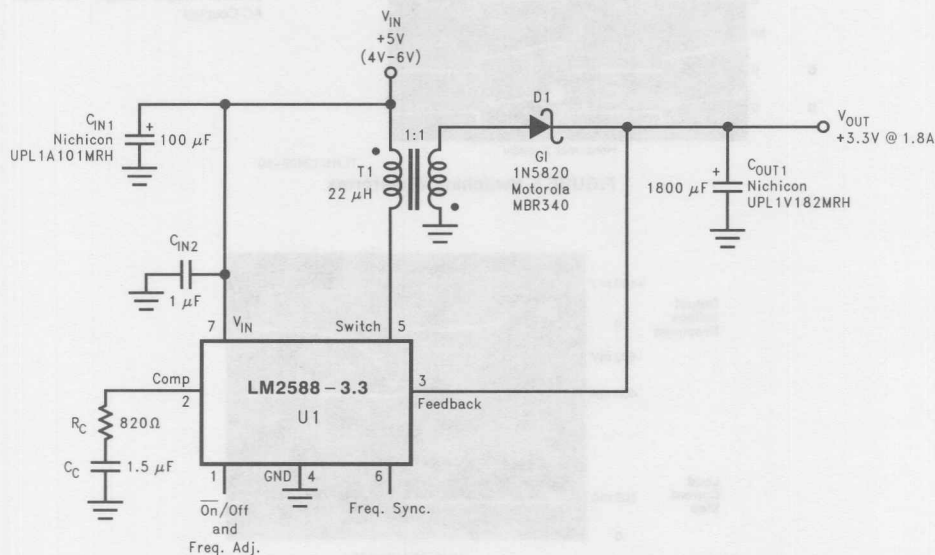 V_IN
+5V
(4V-6V)
C_IN1
Nichicon
UPL1A101MRH
+
100 μF
1:1
T1
22 μH
D1
GI
1N5820
Motorola
MBR340
V_OUT
+3.3V @ 1.8A
+
1800 μF
C_OUT1
Nichicon
UPL1V182MRH
C_IN2
1 μF
7
V_IN
Switch
5
Comp
2
LM2588-3.3
U1
3
Feedback
R_C
820Ω
C_C
1.5 μF
1
GND
4
6
On/Off
and
Freq. Adj.
Freq. Sync.